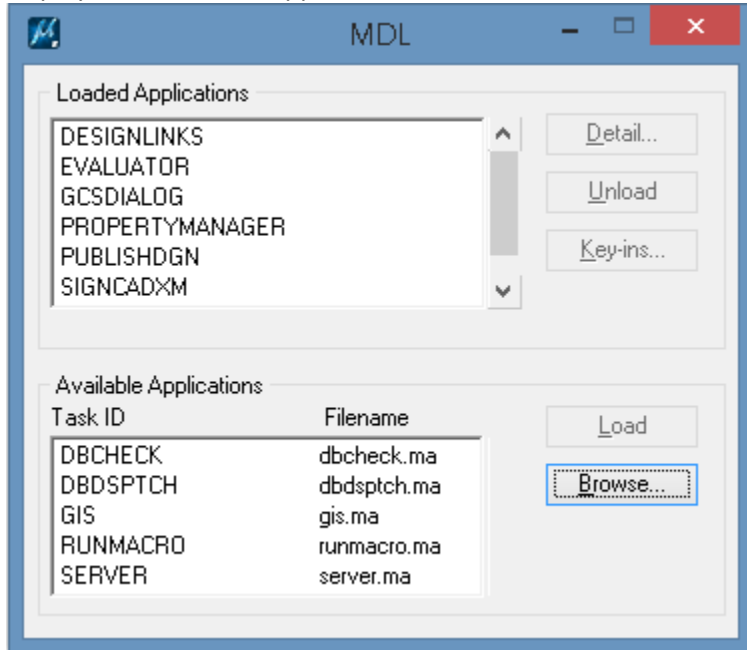 MDL
Loaded Applications
DESIGNLINKS
EVALUATOR
GCSDIALOG
PROPERTYMANAGER
PUBLISHDGN
SIGNCADXM
Detail...
Unload
Key-ins...
Available Applications
Task ID Filename
DBCHECK dbcheck.ma
DBDSPTCH dbdsptch.ma
GIS gis.ma
RUNMACRO runmacro.ma
SERVER server.ma
Load
Browse...